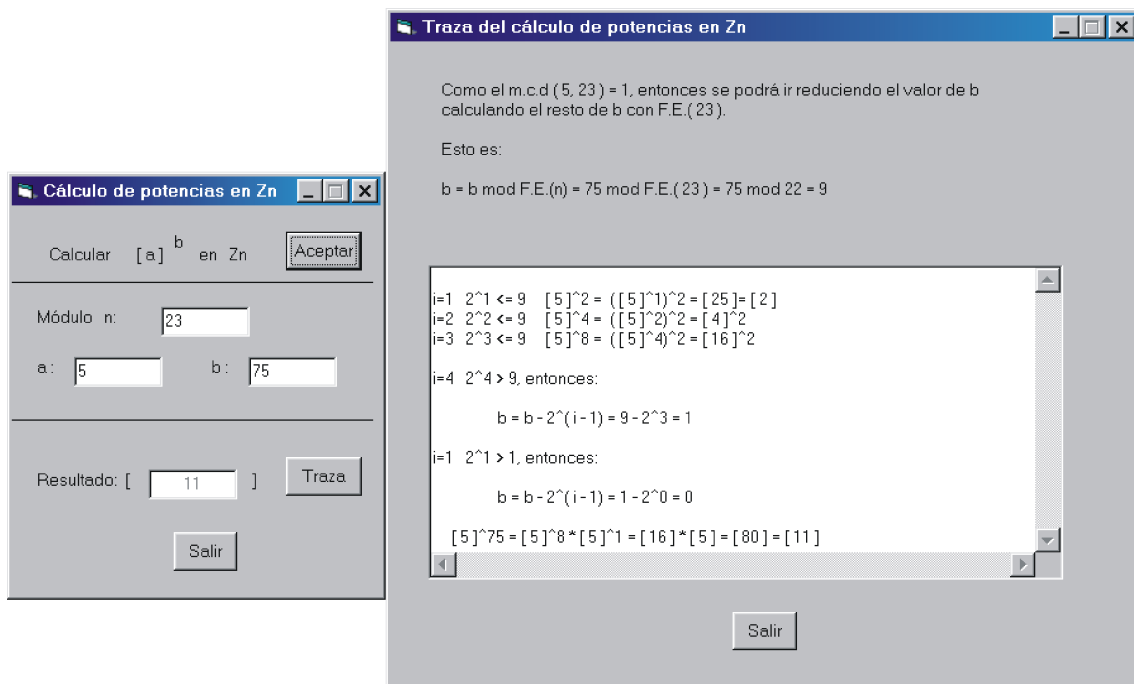 Cálculo de potencias en Zn
Calcular [a] b en Zn
Aceptar
Módulo n: 23
a: 5 b: 75
Resultado: [ 11 ]
Traza
Salir
Traza del cálculo de potencias en Zn
Como el m.c.d ( 5, 23 ) = 1, entonces se podrá ir reduciendo el valor de b
calculando el resto de b con F.E.( 23 ).
Esto es:
b = b mod F.E.(n) = 75 mod F.E.( 23 ) = 75 mod 22 = 9
i=1 2^1 <= 9 [ 5 ]^2 = ([ 5 ]^1)^2 = [ 25 ]= [ 2 ]
i=2 2^2 <= 9 [ 5 ]^4 = ([ 5 ]^2)^2 = [ 4 ]^2
i=3 2^3 <= 9 [ 5 ]^8 = ([ 5 ]^4)^2 = [ 16 ]^2
i=4 2^4 > 9, entonces:
b = b - 2^( i - 1 ) = 9 - 2^3 = 1
i=1 2^1 > 1, entonces:
b = b - 2^( i - 1 ) = 1 - 2^0 = 0
[ 5 ]^75 = [ 5 ]^8 * [ 5 ]^1 = [ 16 ] * [ 5 ] = [ 80 ] = [ 11 ]
Salir